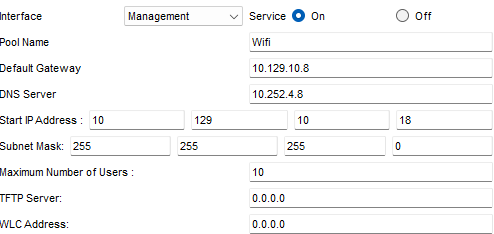 Interface Management Service On Off
Pool Name Wifi
Default Gateway 10.129.10.8
DNS Server 10.252.4.8
Start IP Address : 10 129 10 18
Subnet Mask: 255 255 255 0
Maximum Number of Users : 10
TFTP Server: 0.0.0.0
WLC Address: 0.0.0.0